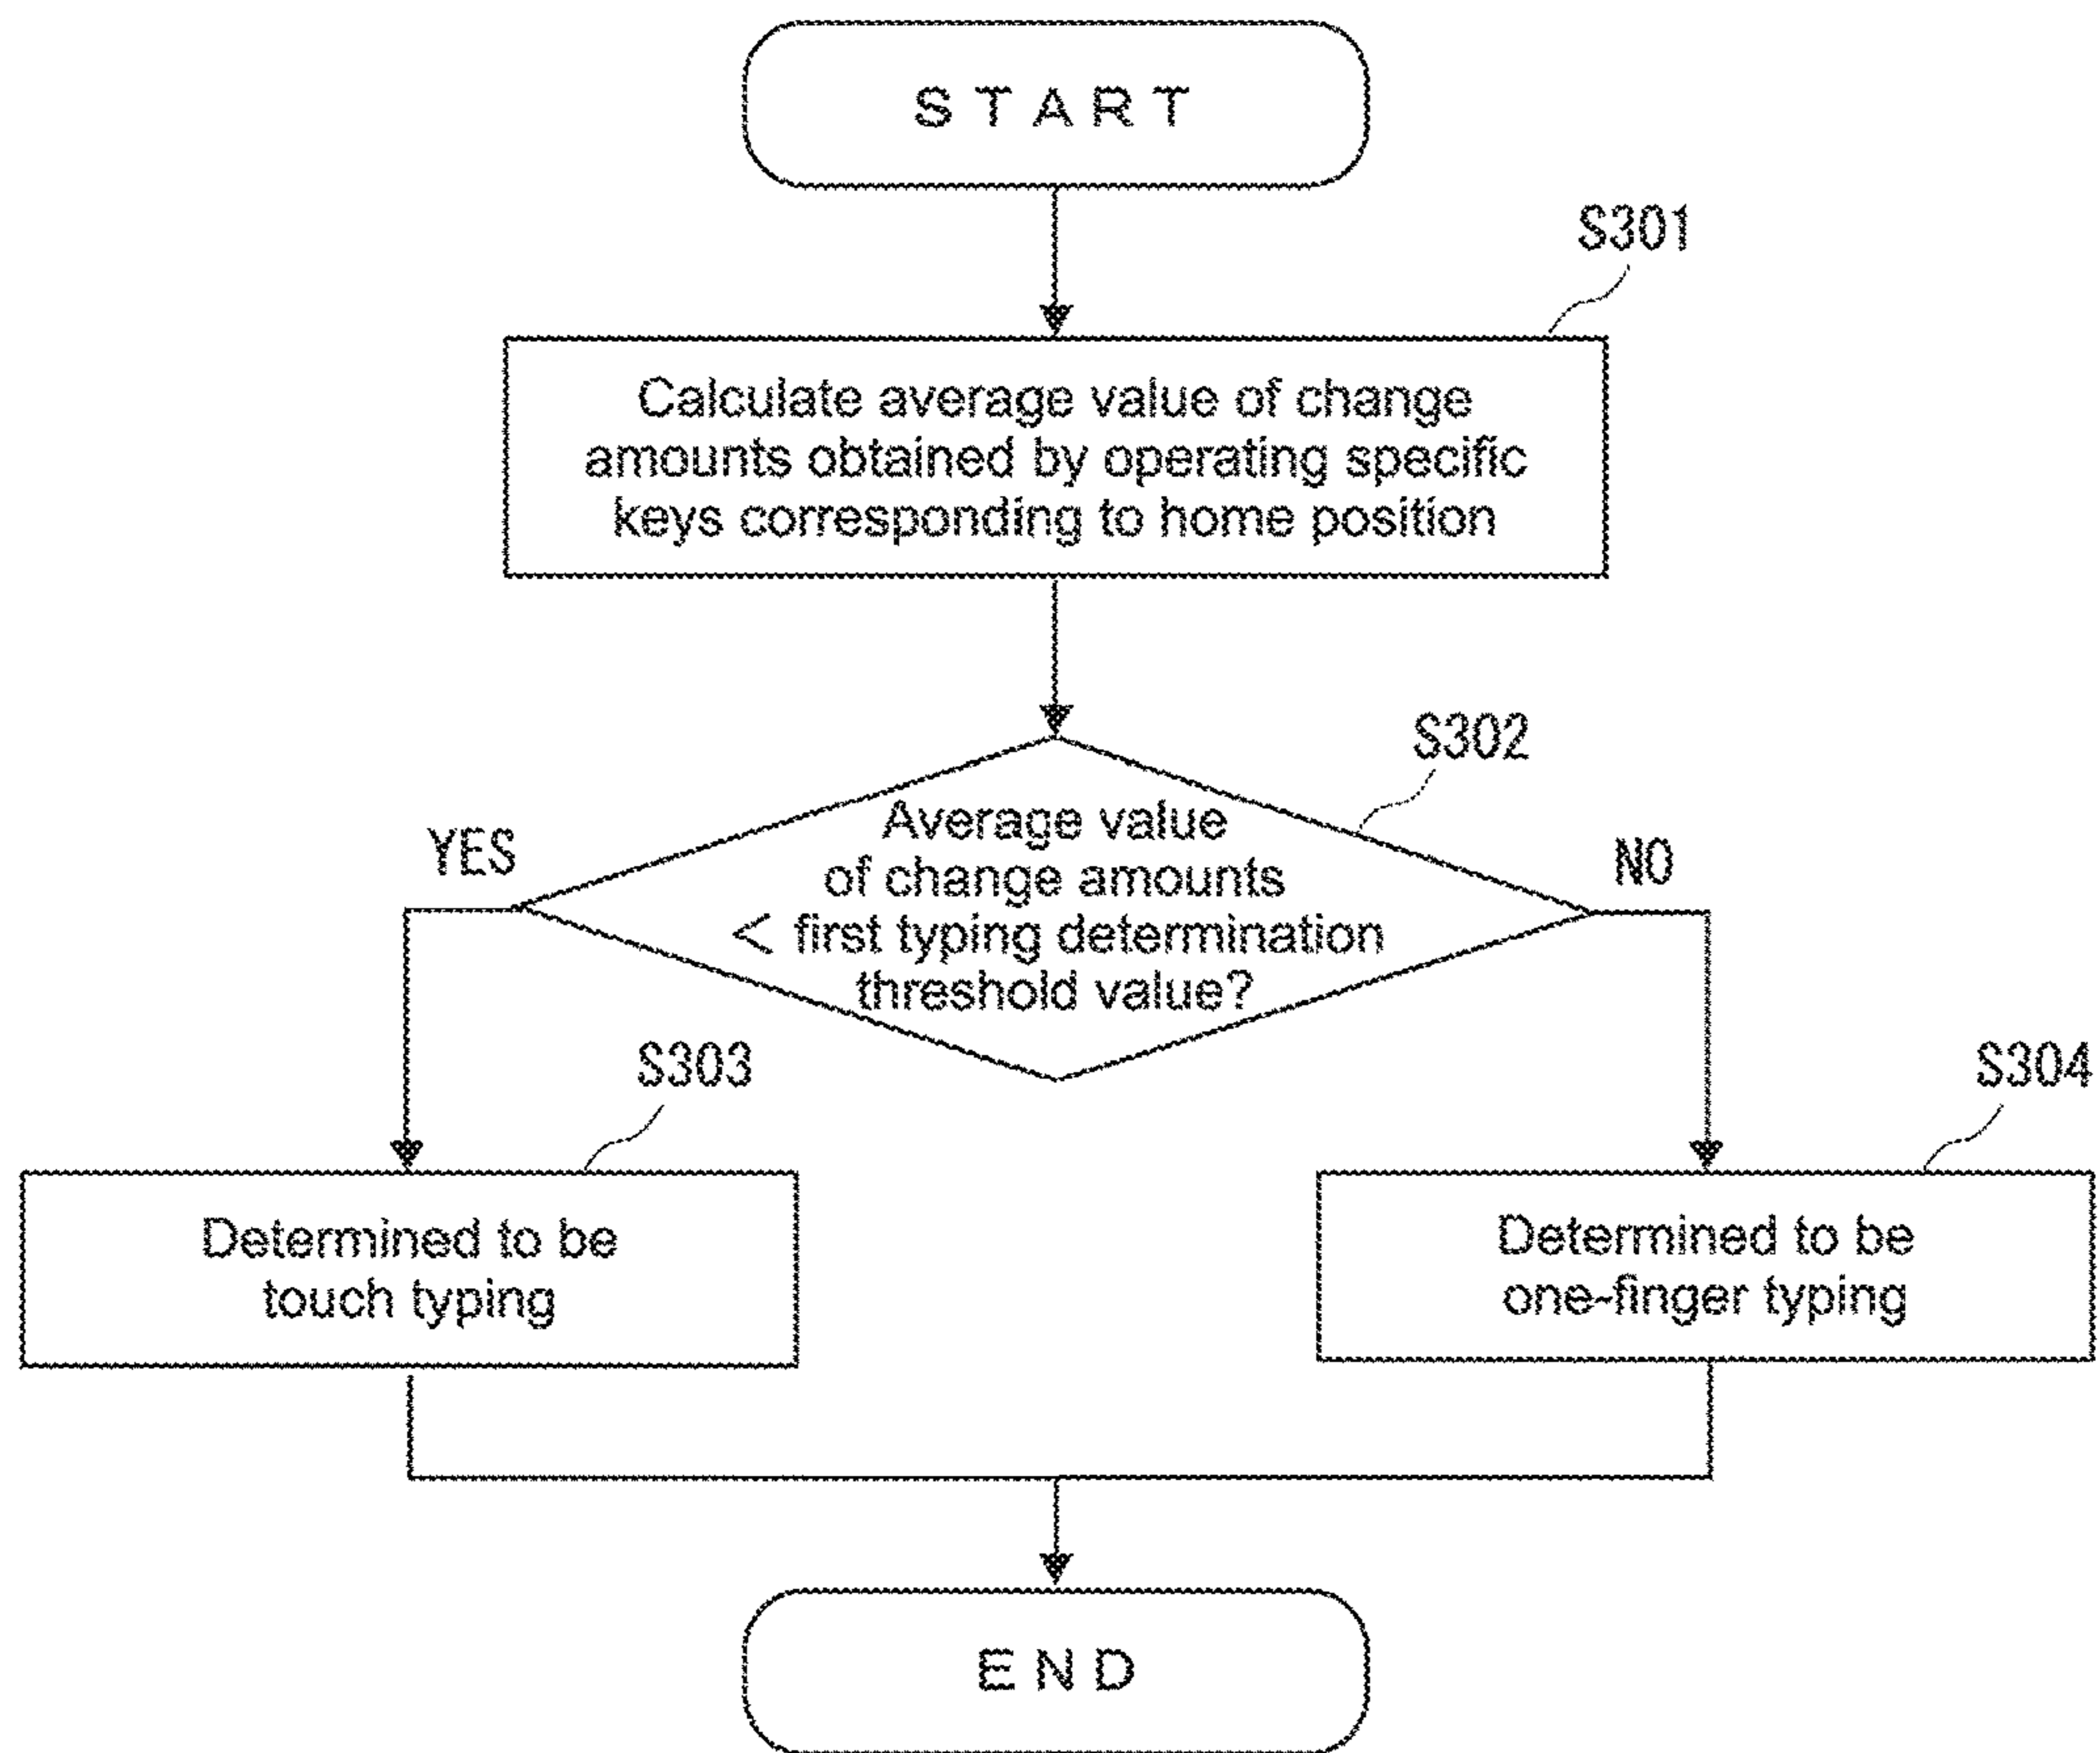 START
S301
Calculate average value of change
amounts obtained by operating specific
keys corresponding to home position
S302
Average value
of change amounts
< first typing determination
threshold value?
YES
NO
S303
Determined to be
touch typing
S304
Determined to be
one-finger typing
END